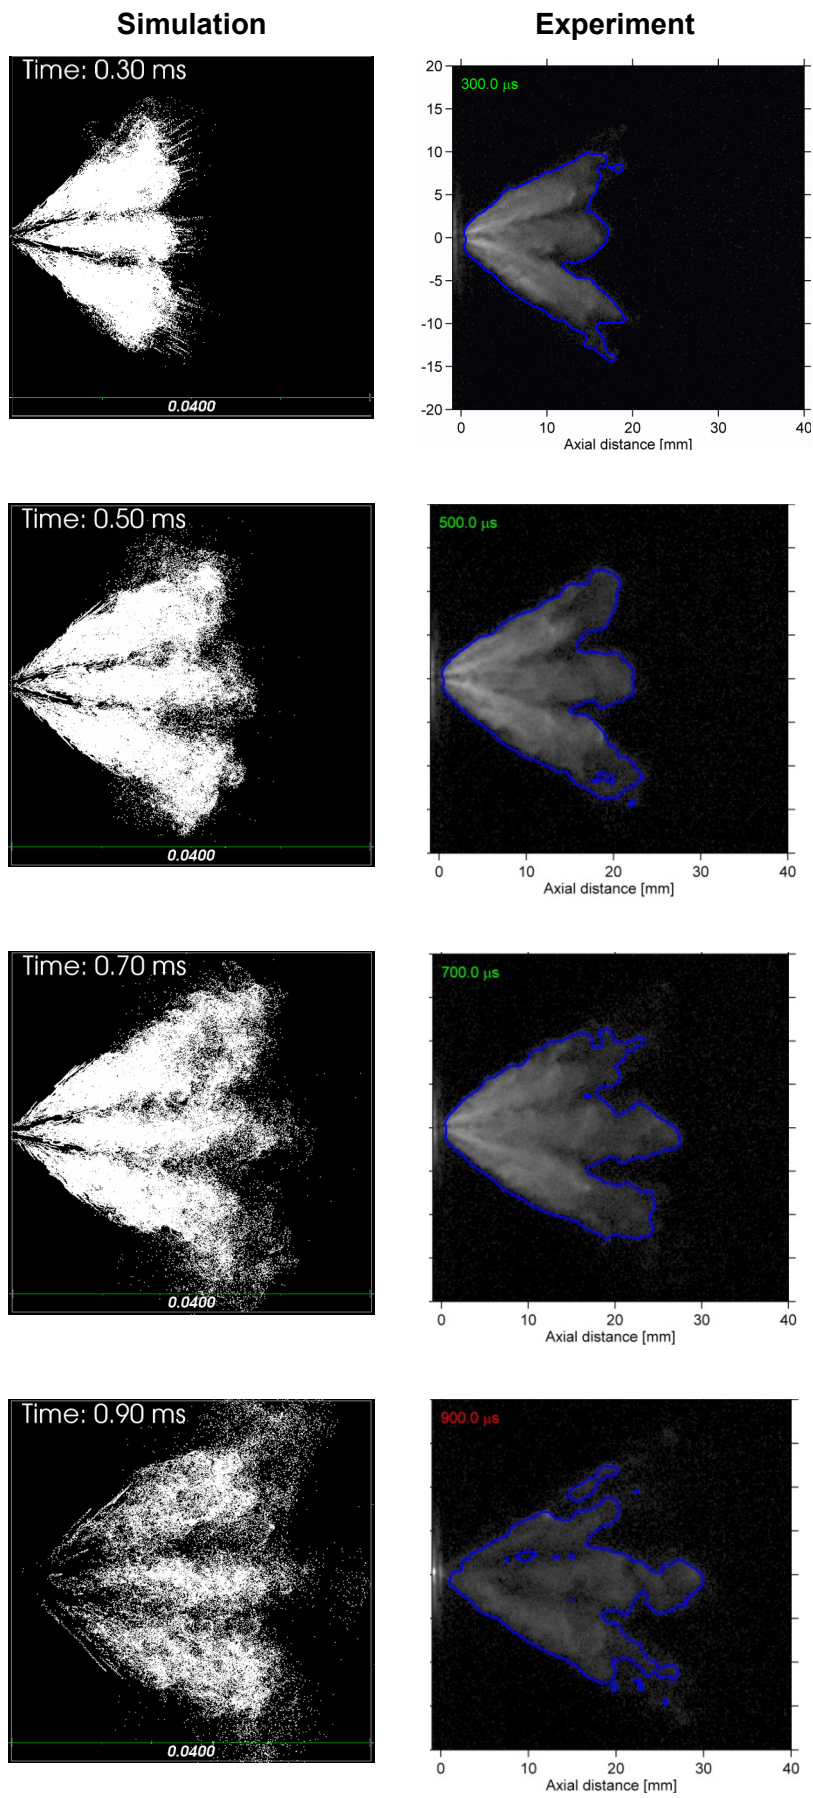 Simulation
Experiment
Time: 0.30 ms
0.0400
300.0 µs
20
15
10
5
0
-5
-10
-15
-20
0 10 20 30 40
Axial distance [mm]
Time: 0.50 ms
0.0400
500.0 µs
0 10 20 30 40
Axial distance [mm]
Time: 0.70 ms
0.0400
700.0 µs
0 10 20 30 40
Axial distance [mm]
Time: 0.90 ms
0.0400
900.0 µs
0 10 20 30 40
Axial distance [mm]